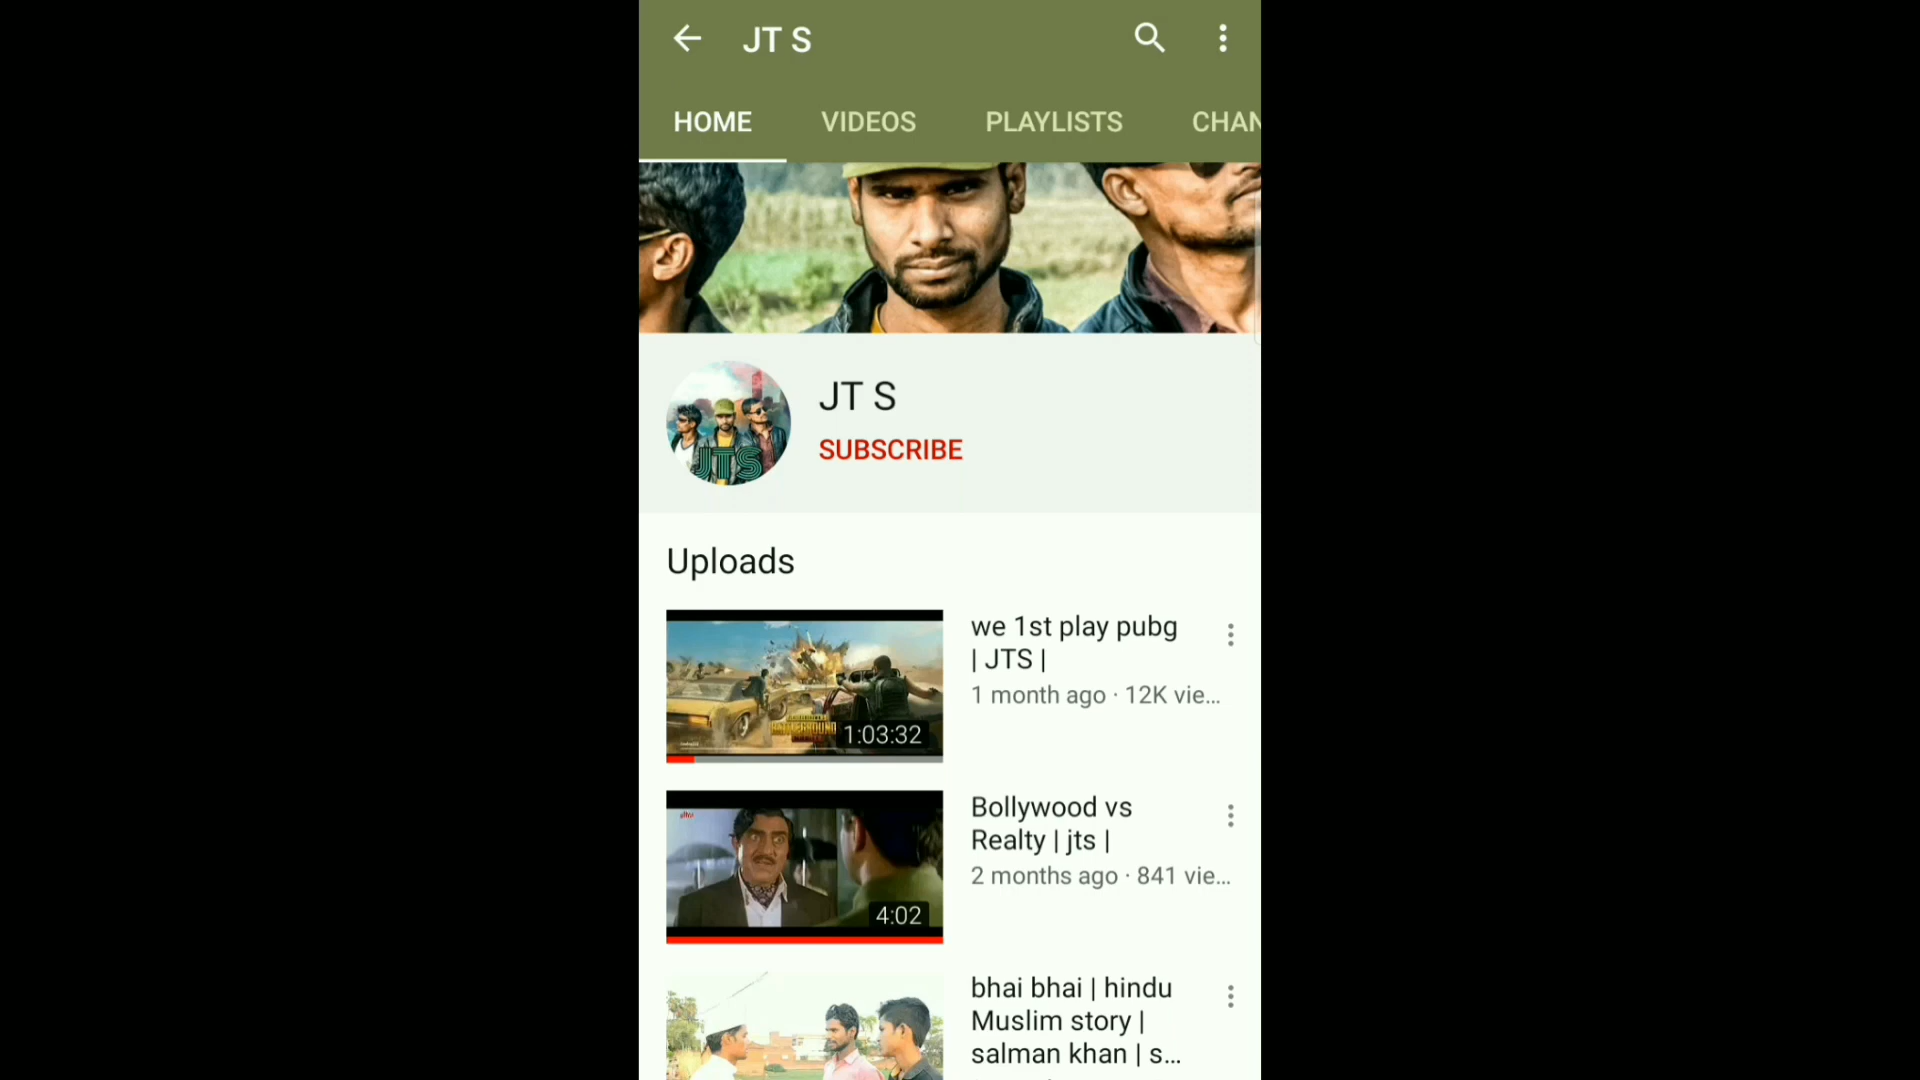 JT S
HOME VIDEOS PLAYLISTS CHAN
JTS
JT S
SUBSCRIBE
Uploads
we 1st play pubg
| JTS |
1 month ago · 12K vie...
1:03:32
Bollywood vs
Realty | jts |
2 months ago · 841 vie...
4:02
bhai bhai | hindu
Muslim story |
salman khan | s...